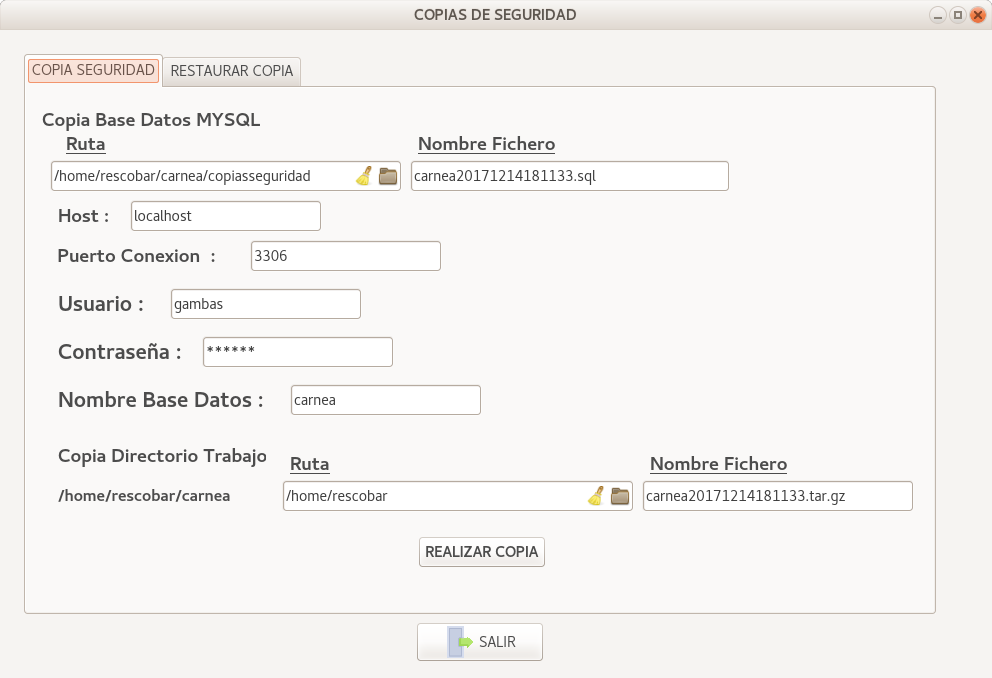 COPIAS DE SEGURIDAD
COPIA SEGURIDAD RESTAURAR COPIA
Copia Base Datos MYSQL
Ruta Nombre Fichero
/home/rescobar/carnea/copiasseguridad carnea20171214181133.sql
Host : localhost
Puerto Conexion : 3306
Usuario : gambas
Contraseña : ******
Nombre Base Datos : carnea
Copia Directorio Trabajo Ruta Nombre Fichero
/home/rescobar/carnea /home/rescobar carnea20171214181133.tar.gz
REALIZAR COPIA
SALIR